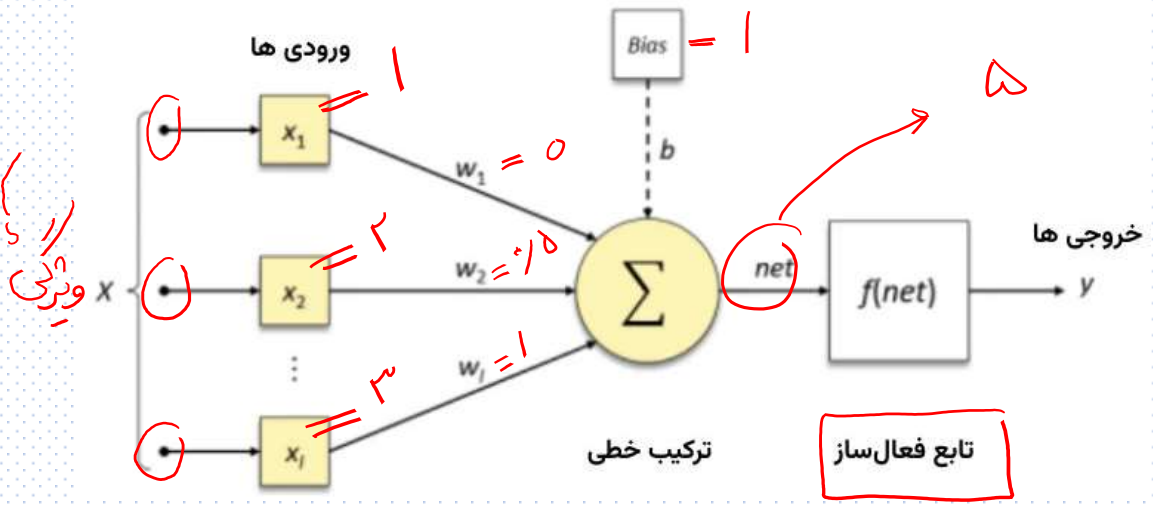 ورودی ها
Bias = ۱
x₁ = ۱
w₁ = ۰
b
۵
ویژگی
X
x₂ = ۲
w₂ = ۰/۵
Σ
net
f(net)
y
خروجی ها
⋮
xₗ = ۳
wₗ = ۱
ترکیب خطی
تابع فعال‌ساز